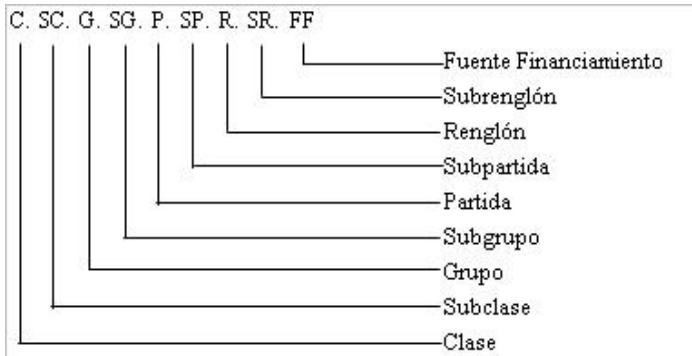 C. SC. G. SG. P. SP. R. SR. FF
Fuente Financiamiento
Subrenglón
Renglón
Subpartida
Partida
Subgrupo
Grupo
Subclase
Clase